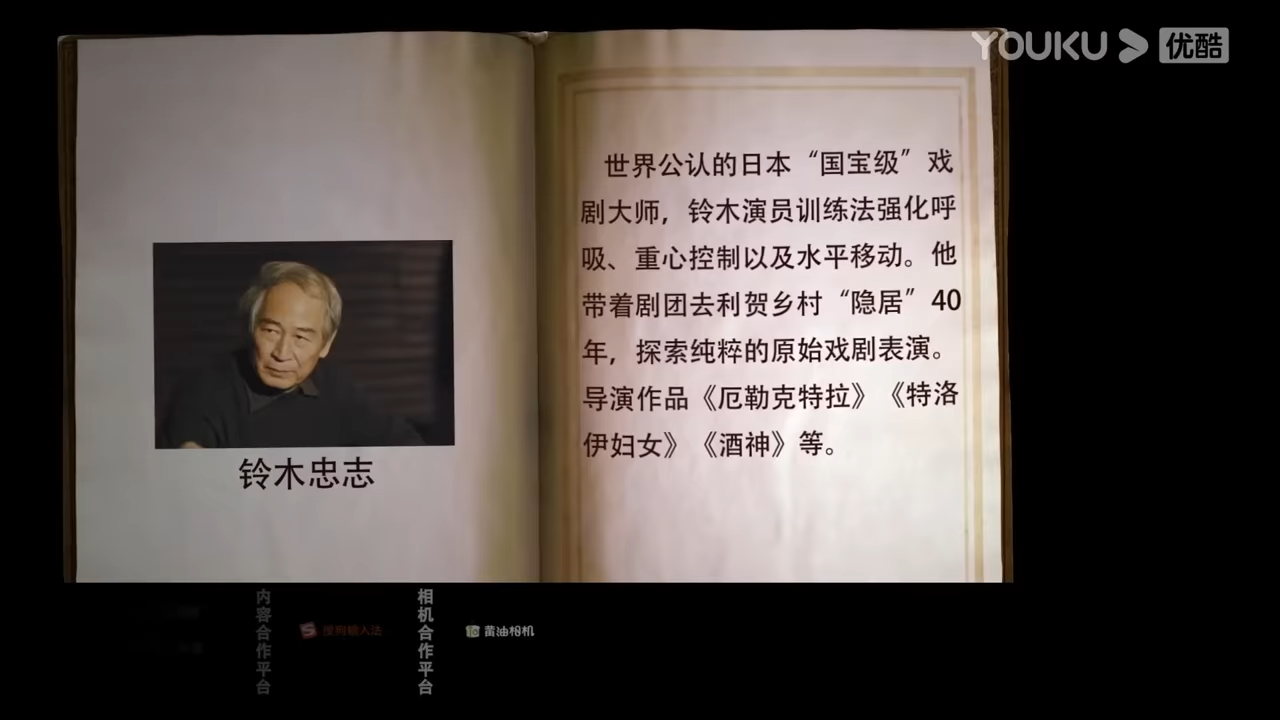 YOUKU 优酷
世界公认的日本“国宝级”戏
剧大师，铃木演员训练法强化呼
吸、重心控制以及水平移动。他
带着剧团去利贺乡村“隐居”40
年，探索纯粹的原始戏剧表演。
导演作品《厄勒克特拉》《特洛
伊妇女》《酒神》等。
铃木忠志
内容合作平台
搜狗输入法
相机合作平台
黄油相机